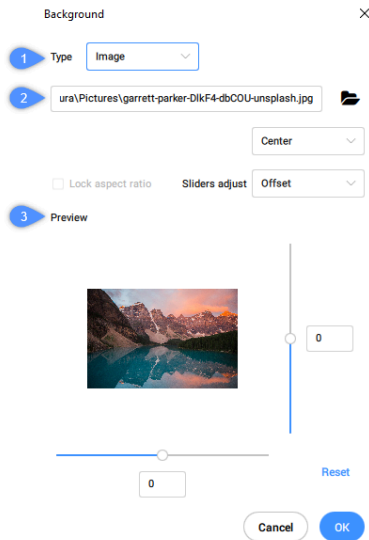 Background
1 Type Image
2 ura\Pictures\garrett-parker-DlkF4-dbCOU-unsplash.jpg
Center
Lock aspect ratio Sliders adjust Offset
3 Preview
0
0
Reset
Cancel OK